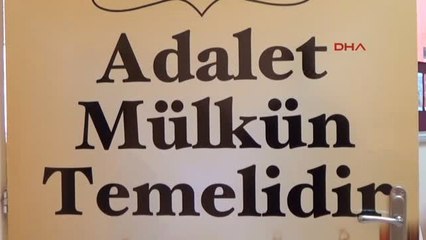 DHA
Adalet
Mülkün
Temelidir